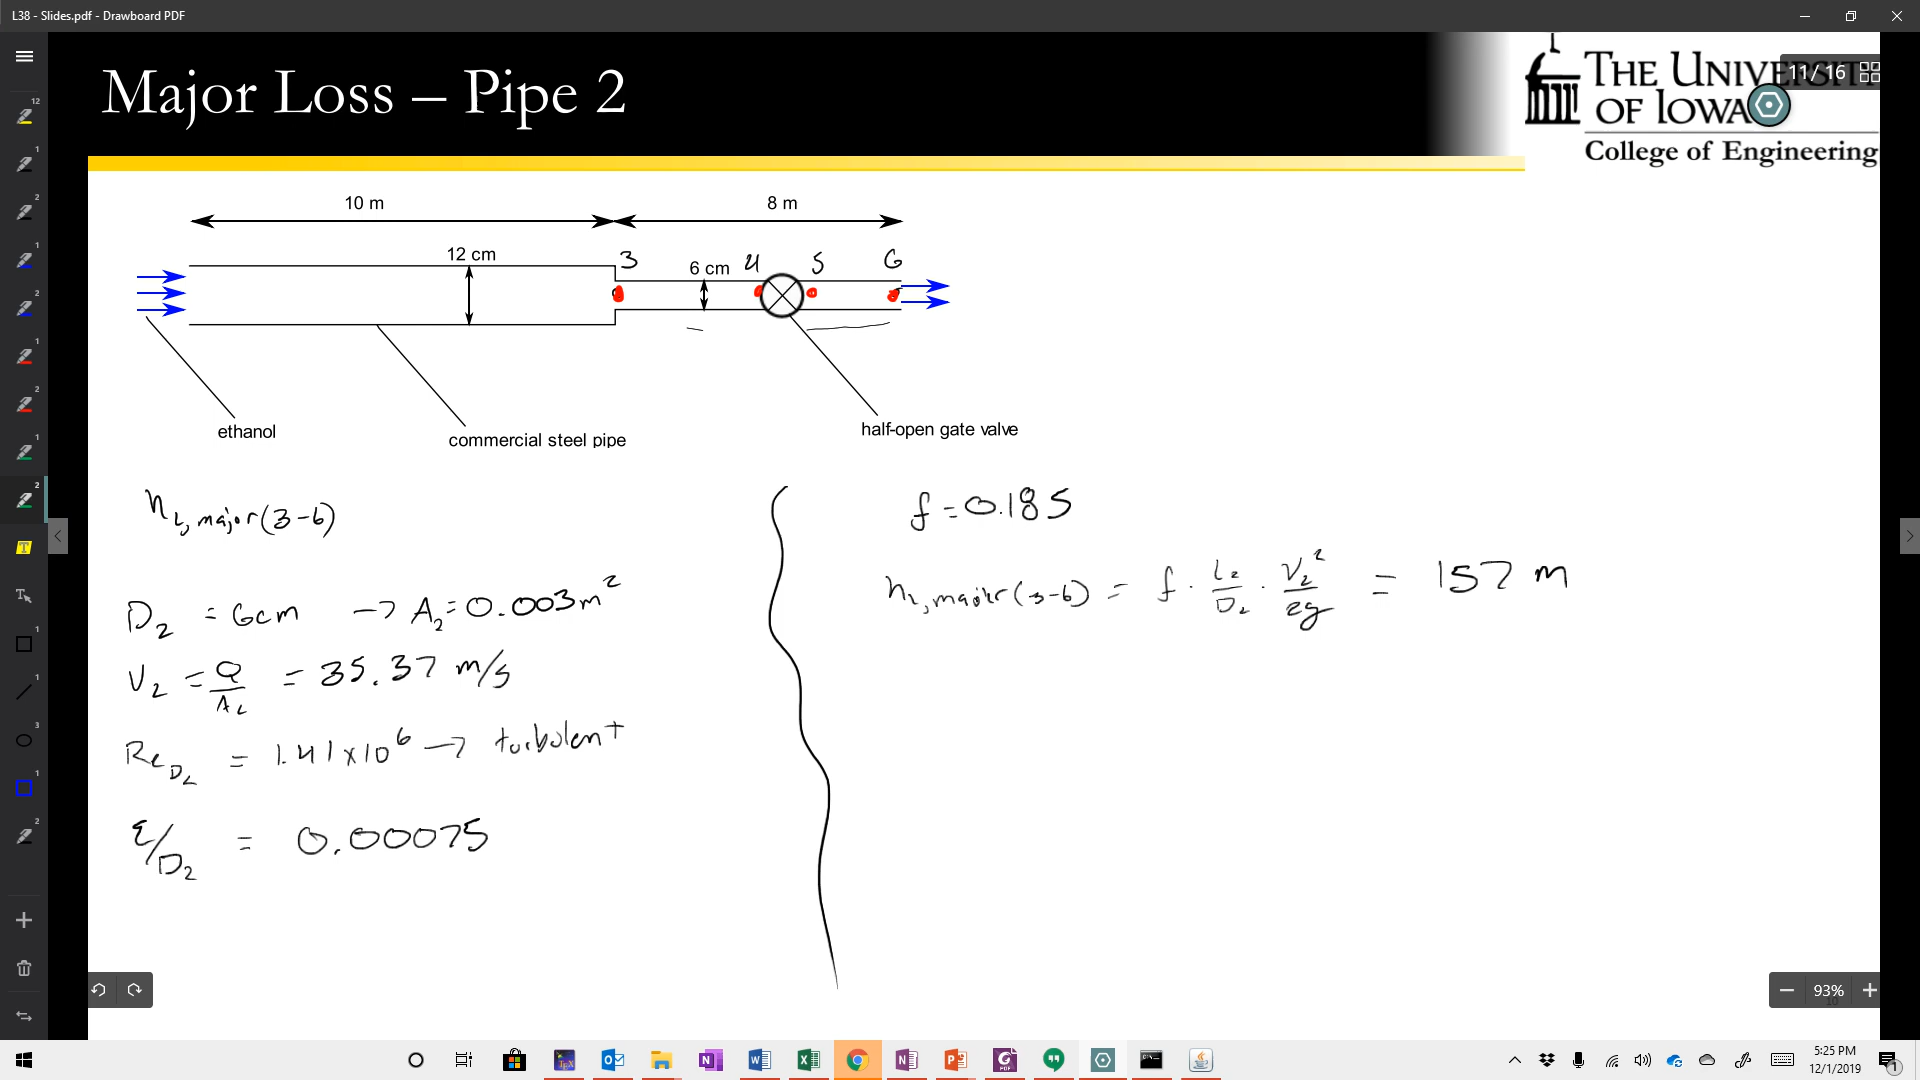 L38 - Slides.pdf - Drawboard PDF
Major Loss – Pipe 2
11 / 16
THE UNIVERSIT
OF IOWA
College of Engineering
10 m
8 m
12 cm
3
6 cm
4
5
6
ethanol
commercial steel pipe
half-open gate valve
h_L,major(3-6)
D₂ = 6cm → A₂ = 0.003m²
V₂ = Q/A₂ = 35.37 m/s
Re_D₂ = 1.41×10⁶ → turbulent
ε/D₂ = 0.00075
f = 0.185
h_L,major(3-6) = f · L₂/D₂ · V₂²/2g = 157 m
93%
10
5:25 PM
12/1/2019